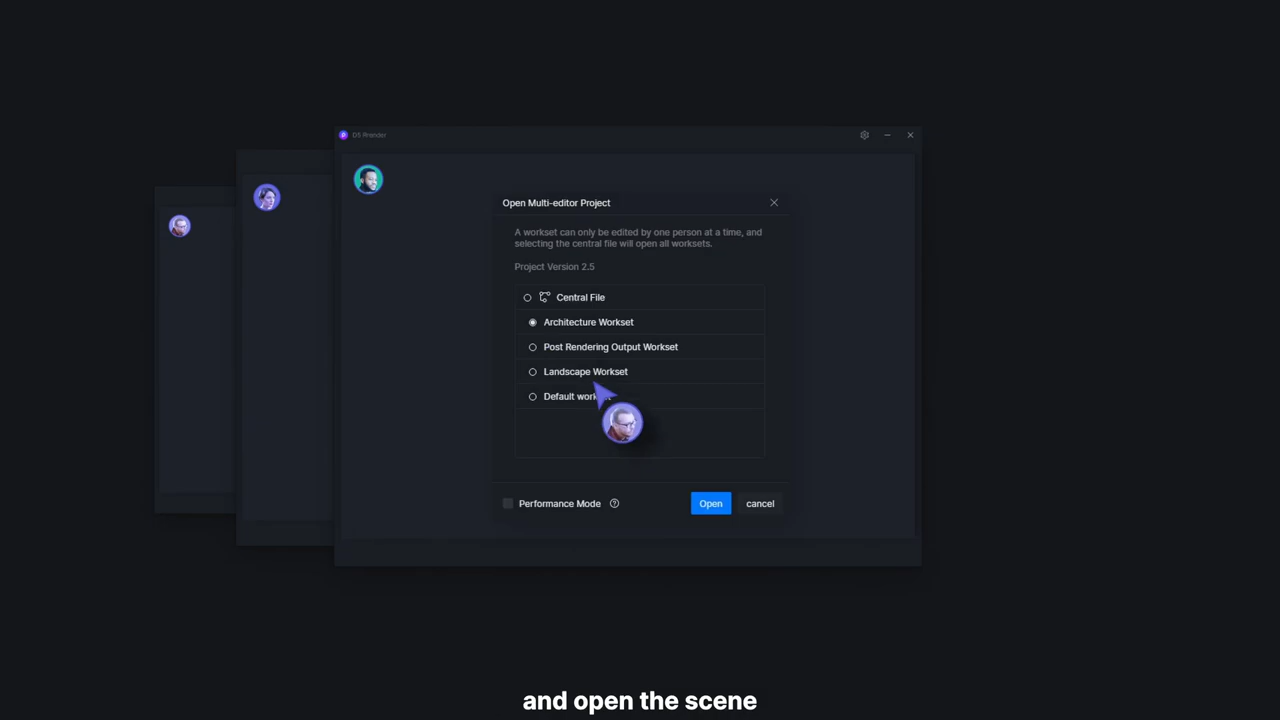 D5 Rrender
Open Multi-editor Project
A workset can only be edited by one person at a time, and
selecting the central file will open all worksets.
Project Version 2.5
Central File
Architecture Workset
Post Rendering Output Workset
Landscape Workset
Default
Performance Mode
Open cancel
and open the scene